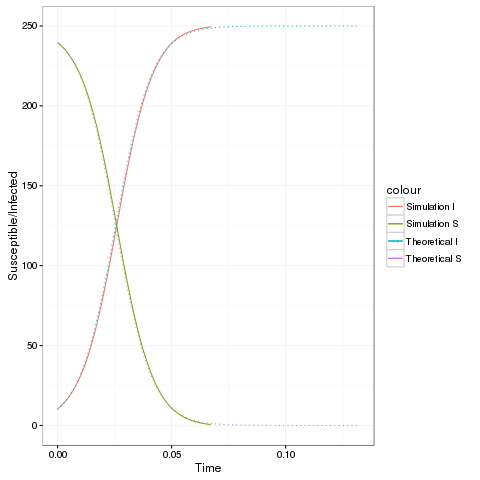 250
200
150
100
50
0
Susceptible/Infected
0.00
0.05
0.10
Time
colour
Simulation I
Simulation S
Theoretical I
Theoretical S